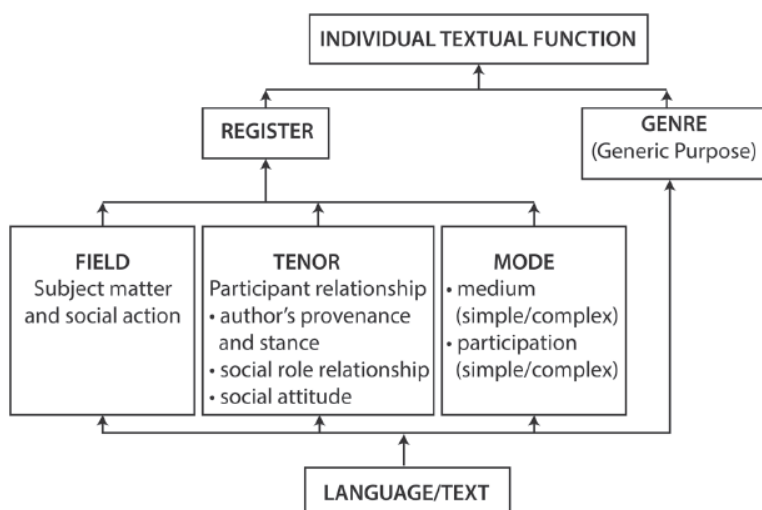 INDIVIDUAL TEXTUAL FUNCTION
REGISTER
GENRE
(Generic Purpose)
FIELD
Subject matter
and social action
TENOR
Participant relationship
• author's provenance
and stance
• social role relationship
• social attitude
MODE
• medium
(simple/complex)
• participation
(simple/complex)
LANGUAGE/TEXT